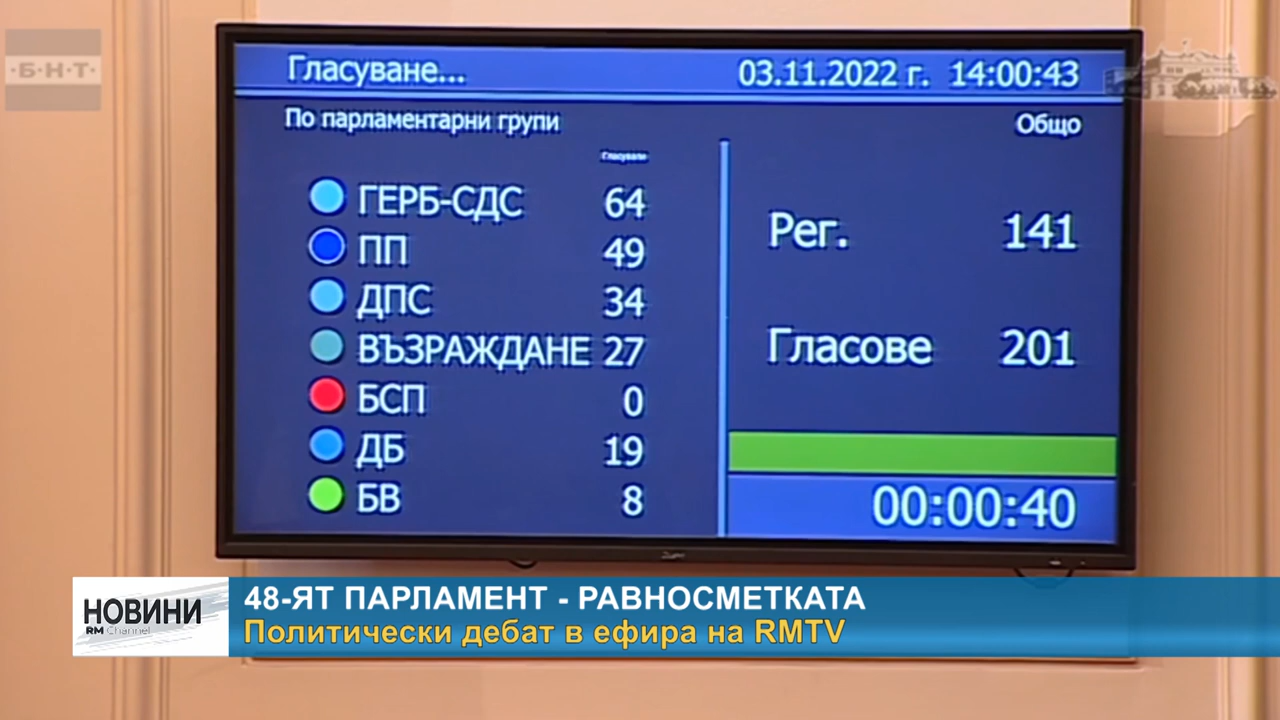 ·Б·Н·Т·
Гласуване... 03.11.2022 г. 14:00:43
По парламентарни групи Общо
Гласували
ГЕРБ-СДС 64
ПП 49
ДПС 34
ВЪЗРАЖДАНЕ 27
БСП 0
ДБ 19
БВ 8
Рег. 141
Гласове 201
00:00:40
НОВИНИ
RM Channel
48-ЯТ ПАРЛАМЕНТ - РАВНОСМЕТКАТА
Политически дебат в ефира на RMTV